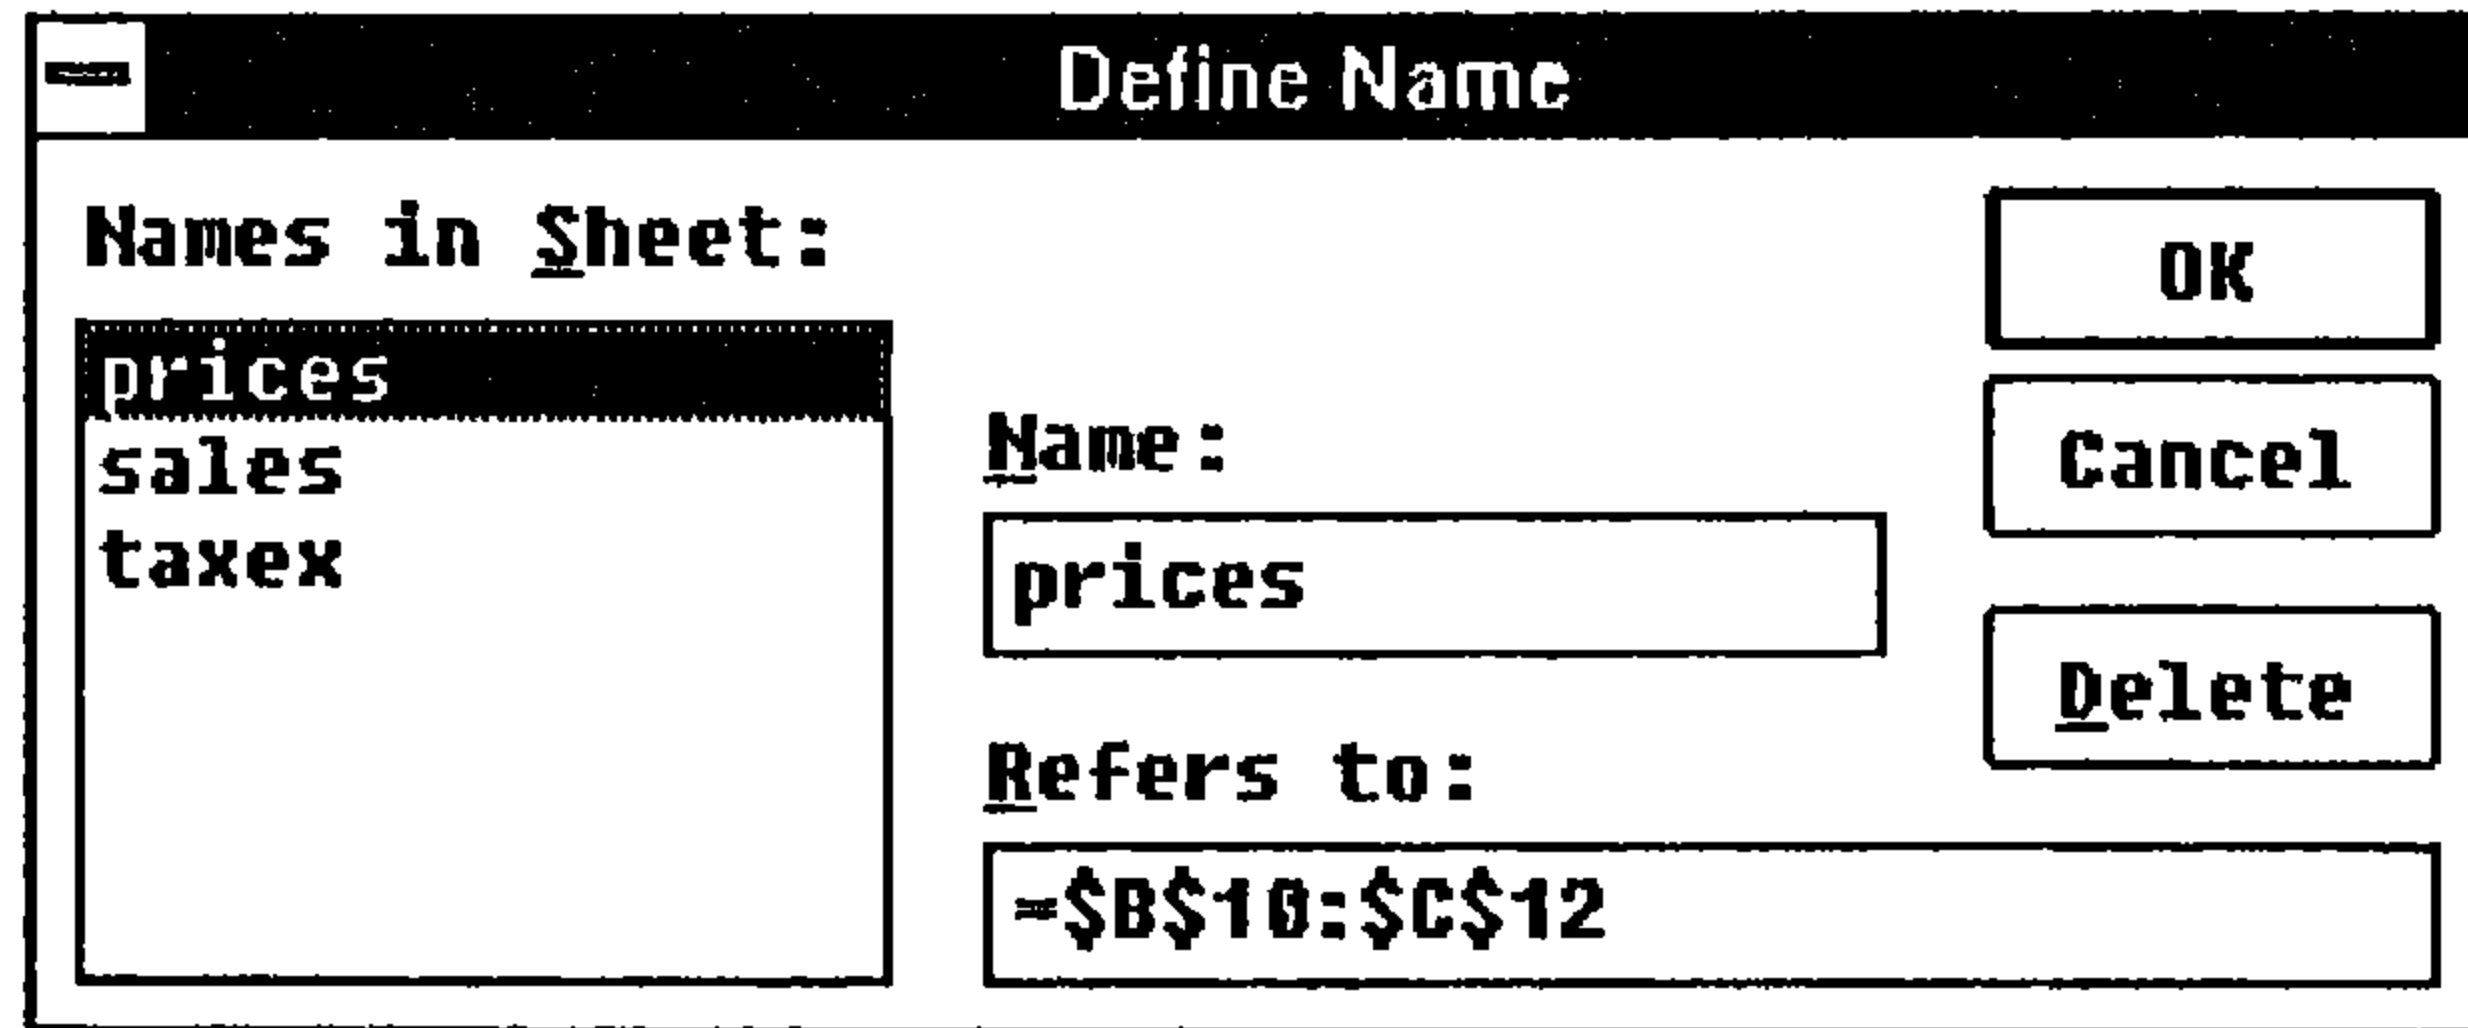 Define Name
Names in Sheet:
prices
sales
taxex
Name:
prices
Refers to:
=$B$10:$C$12
OK
Cancel
Delete